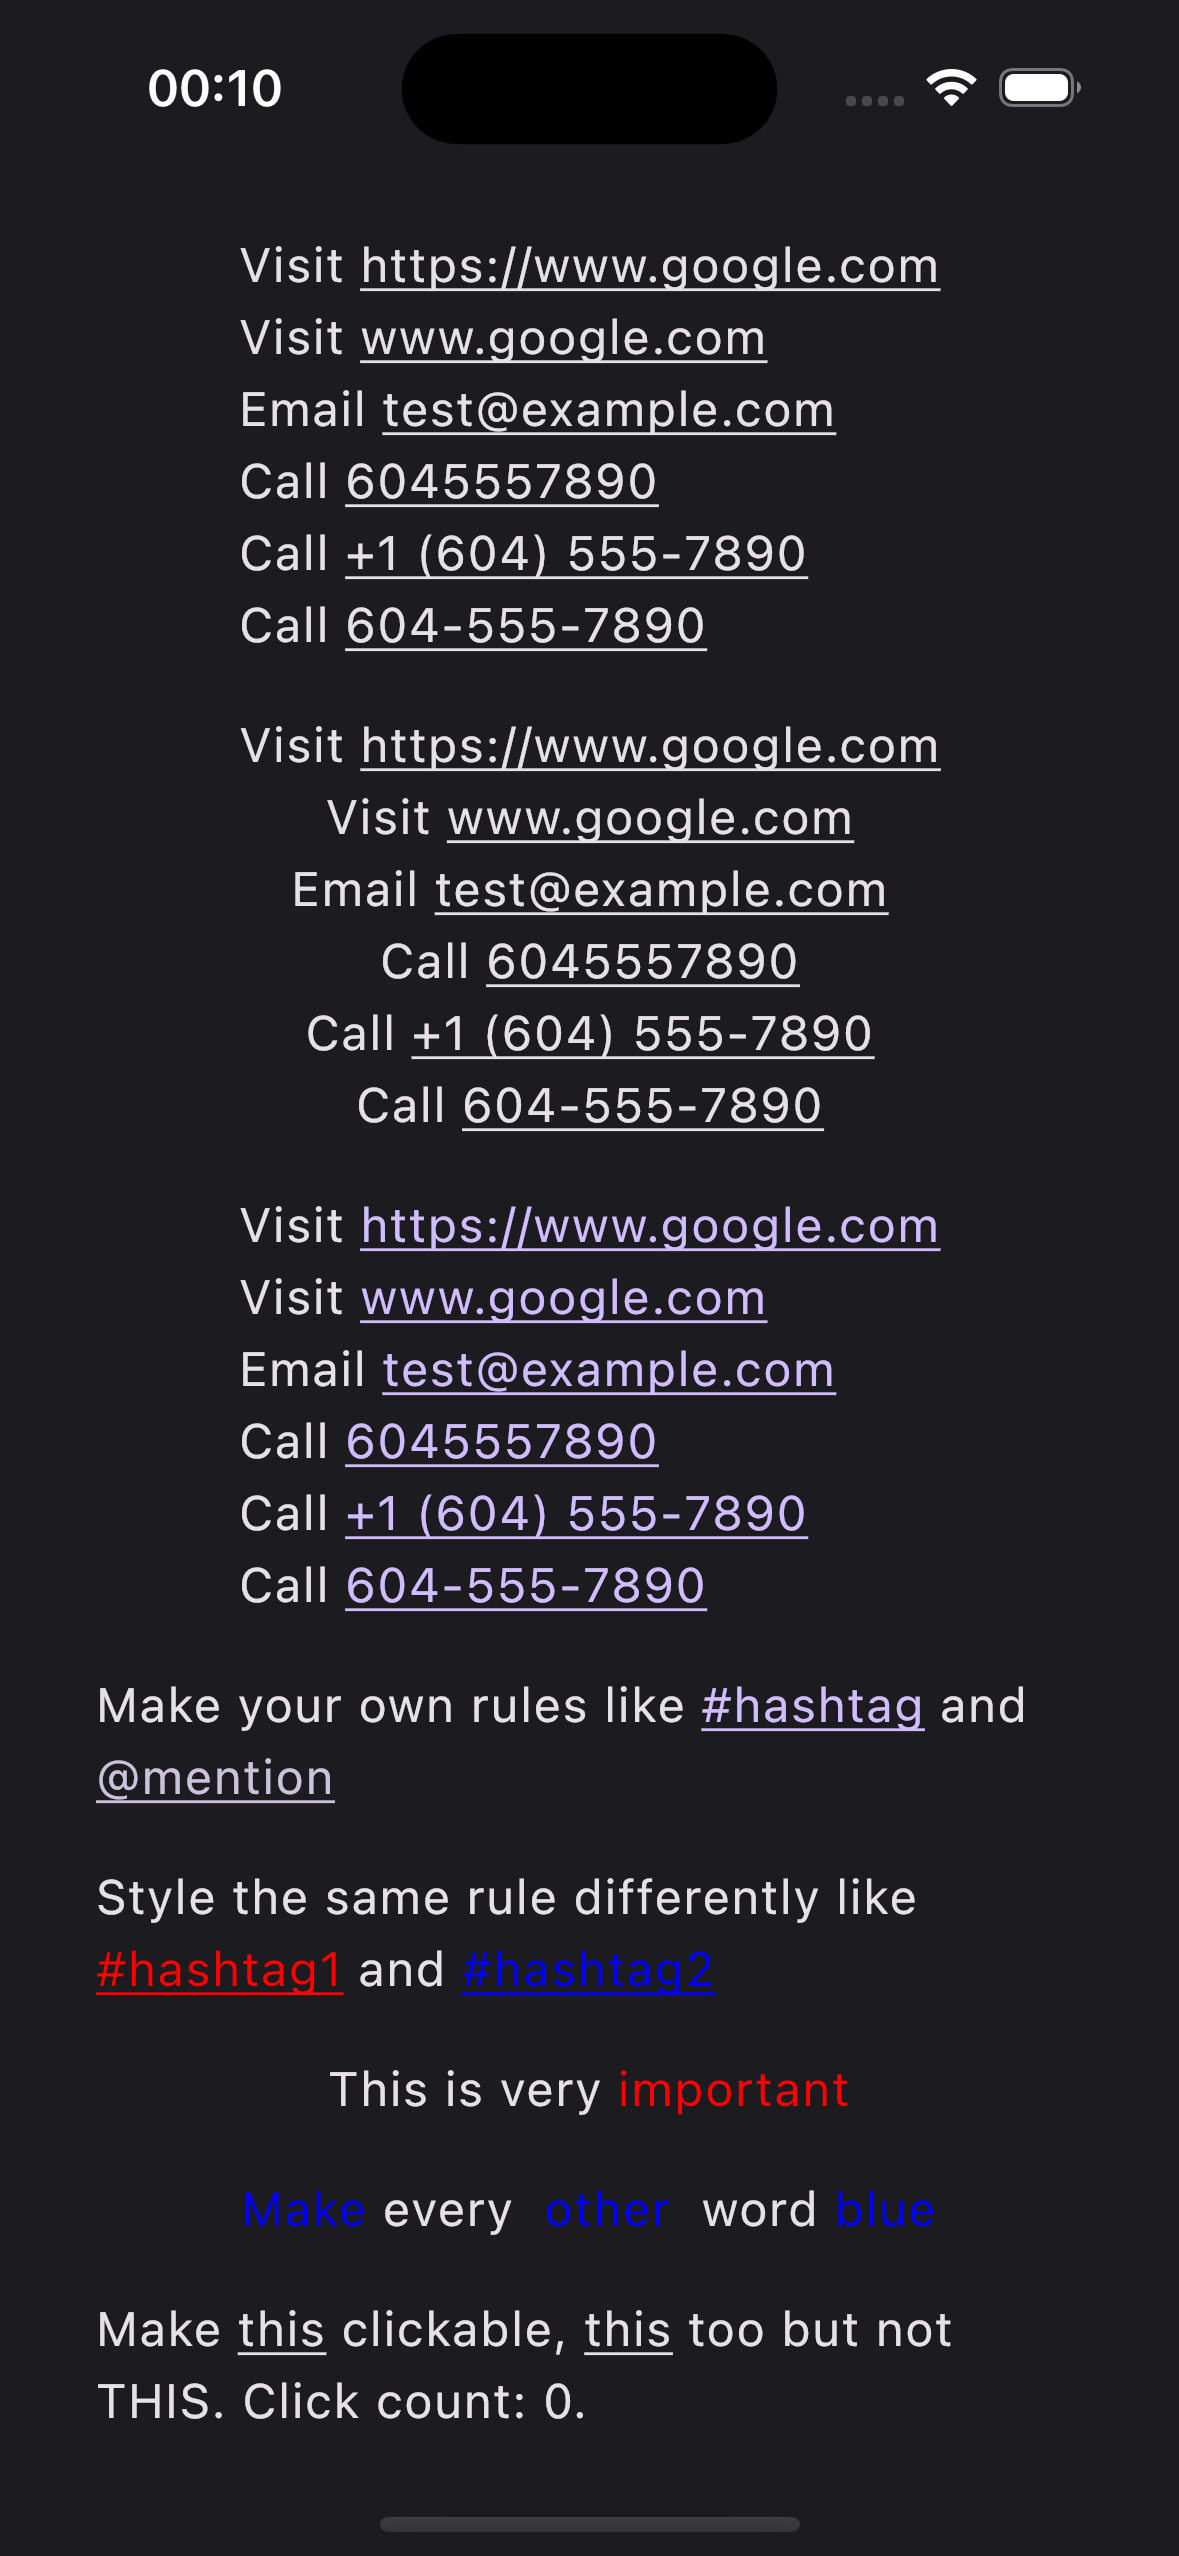 00:10
Visit https://www.google.com
Visit www.google.com
Email test@example.com
Call 6045557890
Call +1 (604) 555-7890
Call 604-555-7890
Visit https://www.google.com
Visit www.google.com
Email test@example.com
Call 6045557890
Call +1 (604) 555-7890
Call 604-555-7890
Visit https://www.google.com
Visit www.google.com
Email test@example.com
Call 6045557890
Call +1 (604) 555-7890
Call 604-555-7890
Make your own rules like #hashtag and
@mention
Style the same rule differently like
#hashtag1 and #hashtag2
This is very important
Make every other word blue
Make this clickable, this too but not
THIS. Click count: 0.